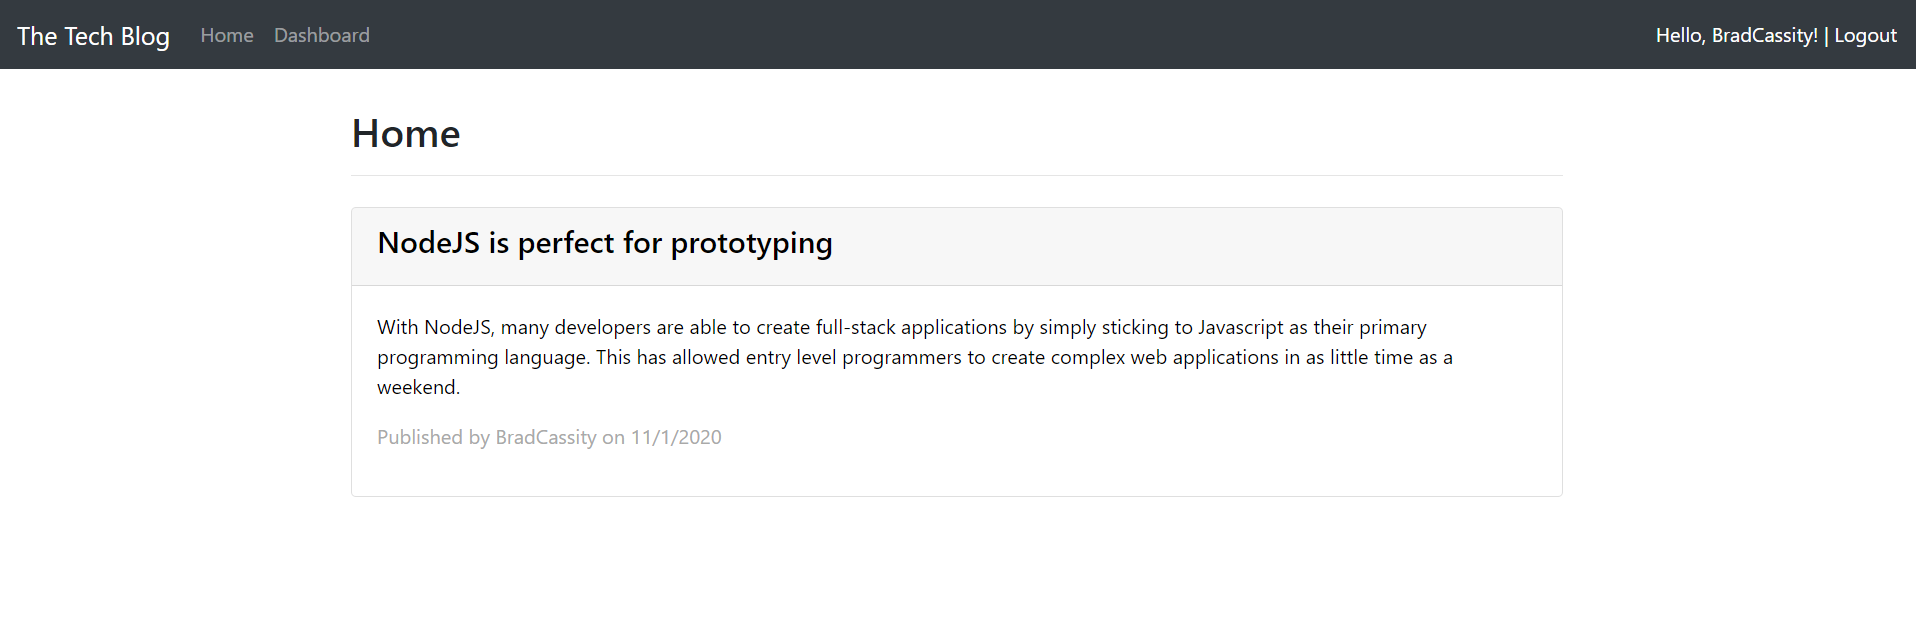 The Tech Blog Home Dashboard Hello, BradCassity! | Logout
Home
NodeJS is perfect for prototyping
With NodeJS, many developers are able to create full-stack applications by simply sticking to Javascript as their primary
programming language. This has allowed entry level programmers to create complex web applications in as little time as a
weekend.
Published by BradCassity on 11/1/2020